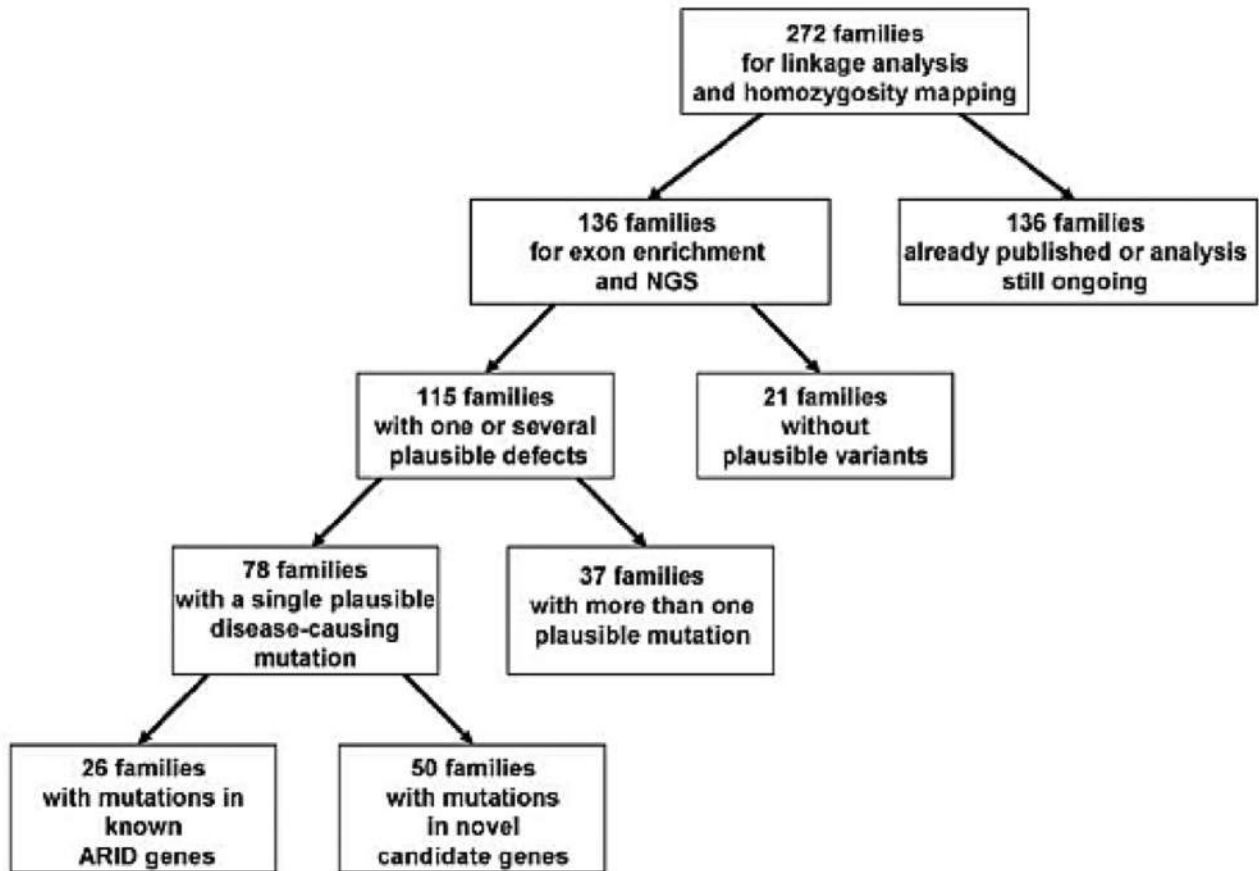 272 families
for linkage analysis
and homozygosity mapping
136 families
for exon enrichment
and NGS
136 families
already published or analysis
still ongoing
115 families
with one or several
plausible defects
21 families
without
plausible variants
78 families
with a single plausible
disease-causing
mutation
37 families
with more than one
plausible mutation
26 families
with mutations in
known
ARID genes
50 families
with mutations
in novel
candidate genes